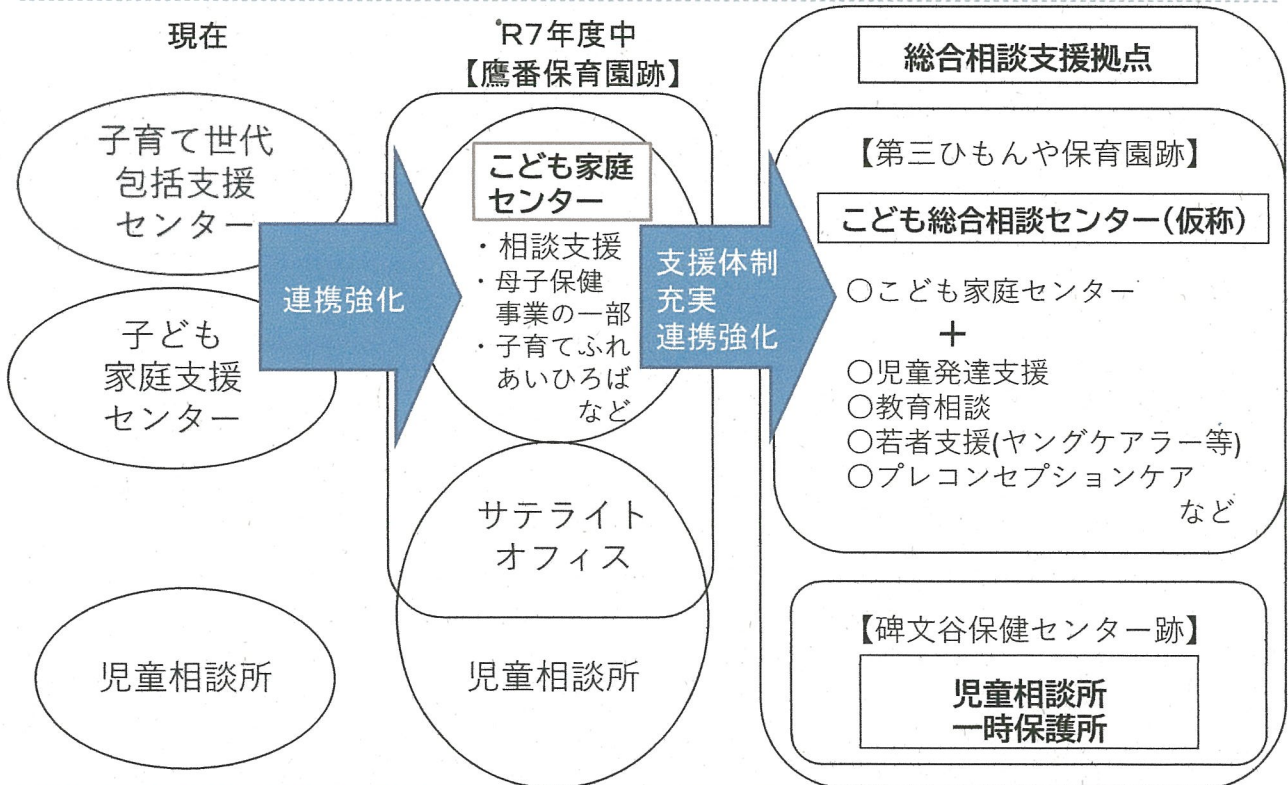 現在
子育て世代
包括支援
センター
子ども
家庭支援
センター
児童相談所
連携強化
R7年度中
【鷹番保育園跡】
こども家庭
センター
・相談支援
・母子保健
事業の一部
・子育てふれ
あいひろば
など
サテライト
オフィス
児童相談所
支援体制
充実
連携強化
総合相談支援拠点
【第三ひもんや保育園跡】
こども総合相談センター(仮称)
○こども家庭センター
＋
○児童発達支援
○教育相談
○若者支援(ヤングケアラー等)
○プレコンセプションケア
など
【碑文谷保健センター跡】
児童相談所
一時保護所